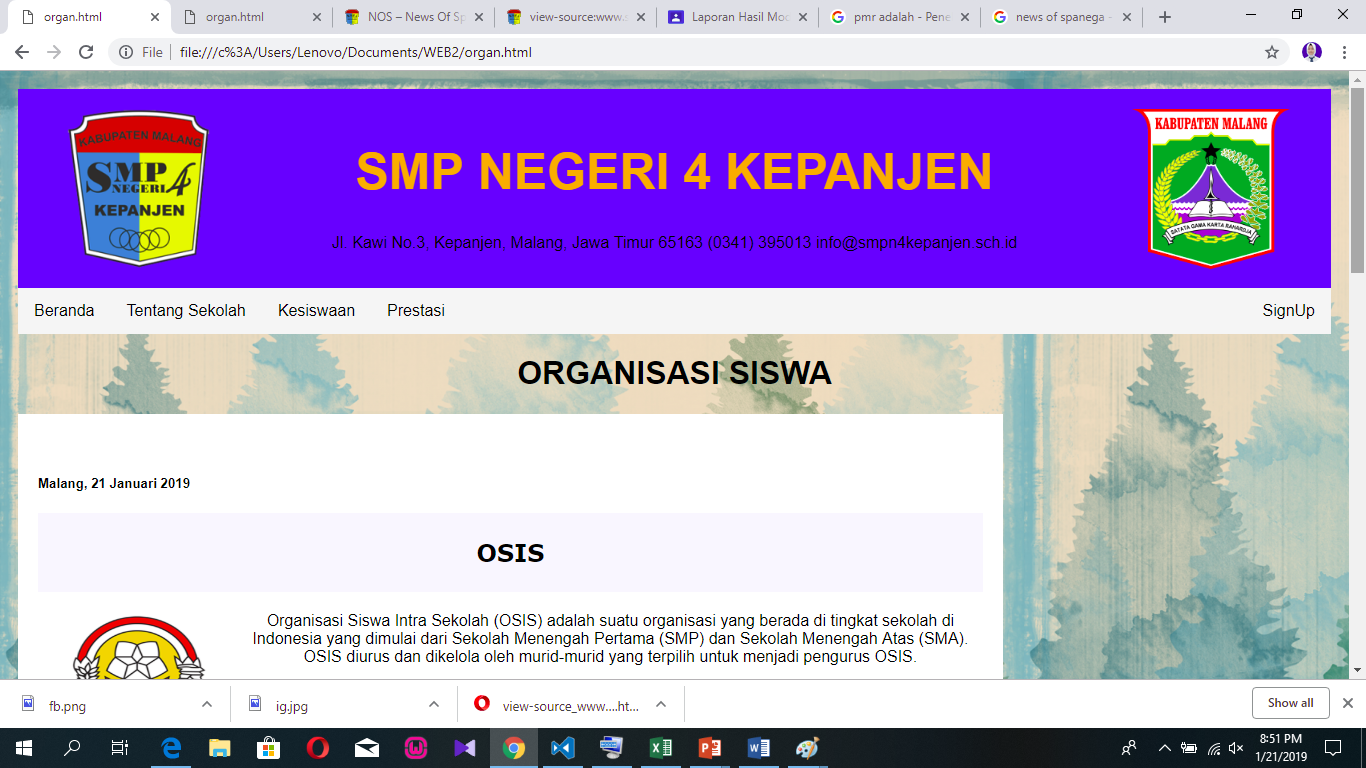 organ.html
organ.html
NOS – News Of Sp
view-source:www.s
Laporan Hasil Mod
pmr adalah - Pene
news of spanega -
File
file:///c%3A/Users/Lenovo/Documents/WEB2/organ.html
KABUPATEN MALANG
SMP
NEGERI 4
KEPANJEN
SMP NEGERI 4 KEPANJEN
Jl. Kawi No.3, Kepanjen, Malang, Jawa Timur 65163 (0341) 395013 info@smpn4kepanjen.sch.id
KABUPATEN MALANG
SATATA GAMA KARTA RAHARDJA
Beranda
Tentang Sekolah
Kesiswaan
Prestasi
SignUp
ORGANISASI SISWA
Malang, 21 Januari 2019
OSIS
Organisasi Siswa Intra Sekolah (OSIS) adalah suatu organisasi yang berada di tingkat sekolah di
Indonesia yang dimulai dari Sekolah Menengah Pertama (SMP) dan Sekolah Menengah Atas (SMA).
OSIS diurus dan dikelola oleh murid-murid yang terpilih untuk menjadi pengurus OSIS.
fb.png
ig.jpg
view-source_www....ht...
Show all
8:51 PM
1/21/2019